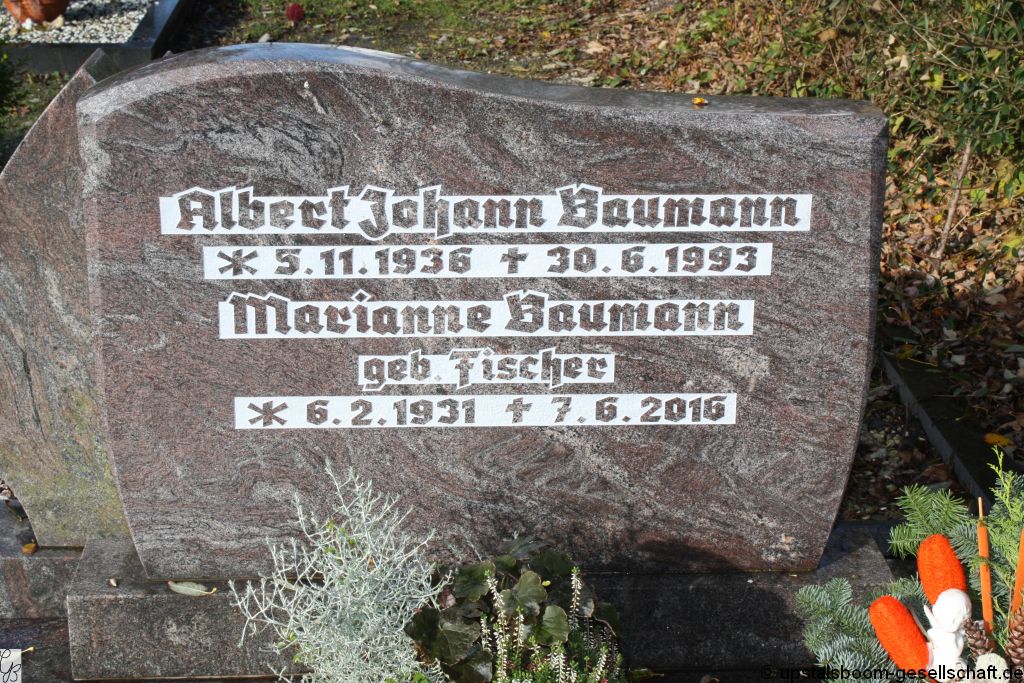 Albert Johann Baumann
* 5.11.1936 † 30.6.1993
Marianne Baumann
geb. Fischer
* 6.2.1931 † 7.6.2016
© upstalsboom-gesellschaft.de